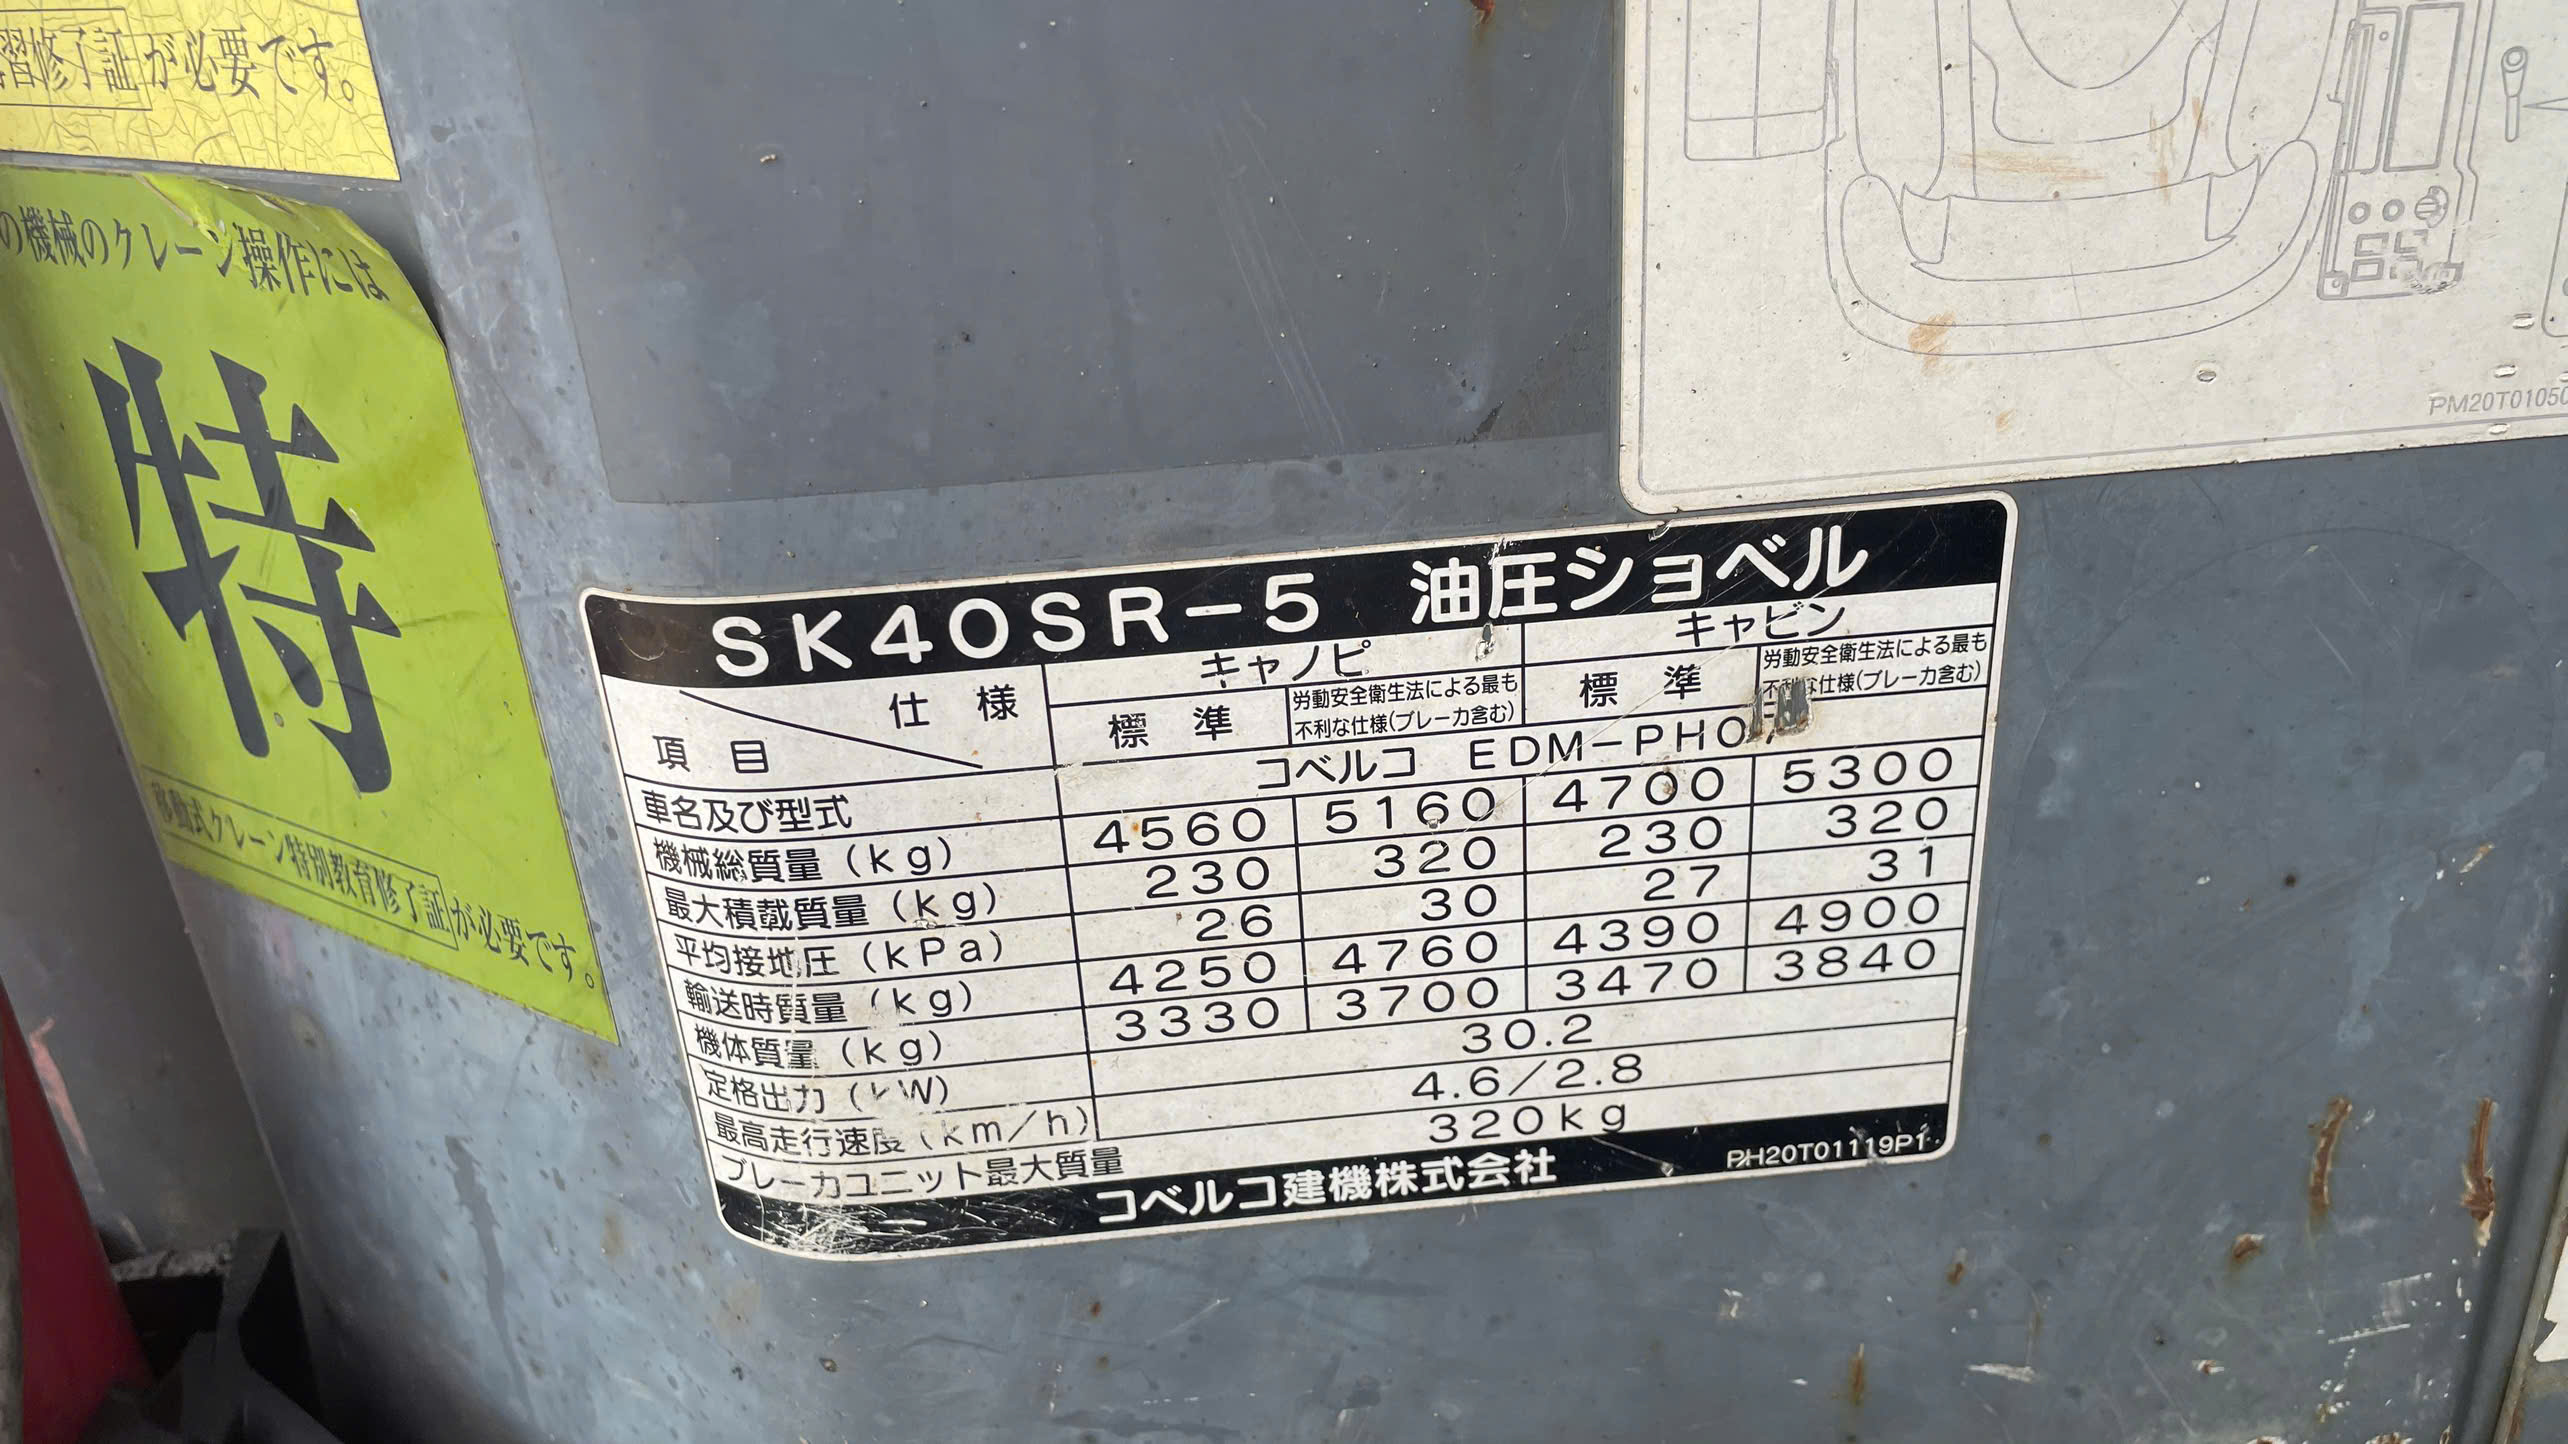 習修了証が必要です。
の機械のクレーン操作には
特
移動式クレーン特別教育修了証が必要です。
PM20T0105
SK40SR-5 油圧ショベル
仕様
項目
キャノピ
キャビン
標準
労動安全衛生法による最も
不利な仕様(ブレーカ含む)
標準
労動安全衛生法による最も
不利な仕様(ブレーカ含む)
車名及び型式 コベルコ EDM-PH0
機械総質量(kg) 4560 5160 4700 5300
最大積載質量(kg) 230 320 230 320
平均接地圧(kPa) 26 30 27 31
輸送時質量(kg) 4250 4760 4390 4900
機体質量(kg) 3330 3700 3470 3840
定格出力(kW) 30.2
最高走行速度(km/h) 4.6/2.8
ブレーカユニット最大質量 320kg
コベルコ建機株式会社 PH20T01119P1